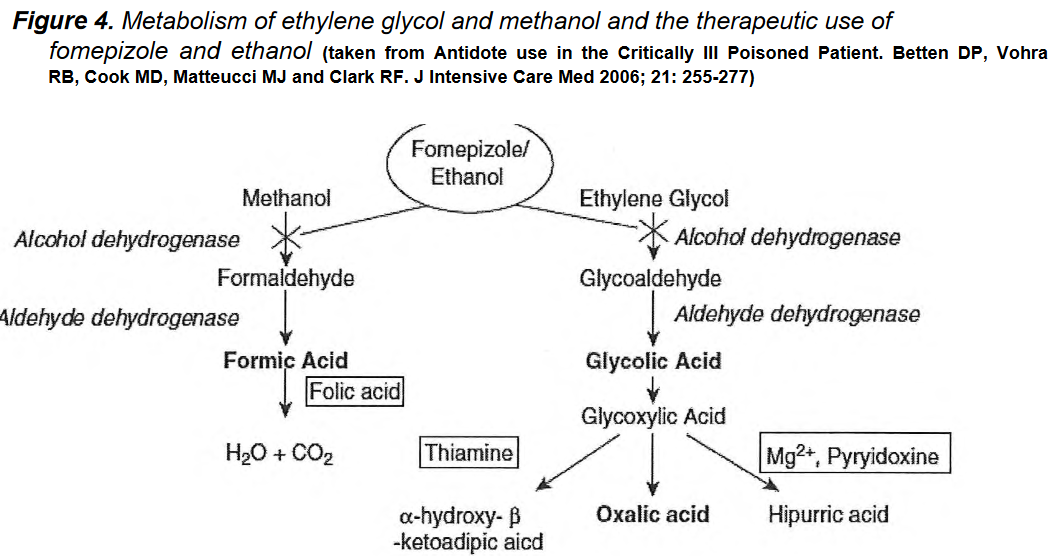 Figure 4. Metabolism of ethylene glycol and methanol and the therapeutic use of
fomepizole and ethanol (taken from Antidote use in the Critically Ill Poisoned Patient. Betten DP, Vohra
RB, Cook MD, Matteucci MJ and Clark RF. J Intensive Care Med 2006; 21: 255-277)
Fomepizole/
Ethanol
Methanol
Ethylene Glycol
Alcohol dehydrogenase
Alcohol dehydrogenase
Formaldehyde
Glycoaldehyde
Aldehyde dehydrogenase
Aldehyde dehydrogenase
Formic Acid
Glycolic Acid
Folic acid
Glycoxylic Acid
H₂O + CO₂
Thiamine
Mg²⁺, Pyryidoxine
α-hydroxy- β
-ketoadipic aicd
Oxalic acid
Hipurric acid